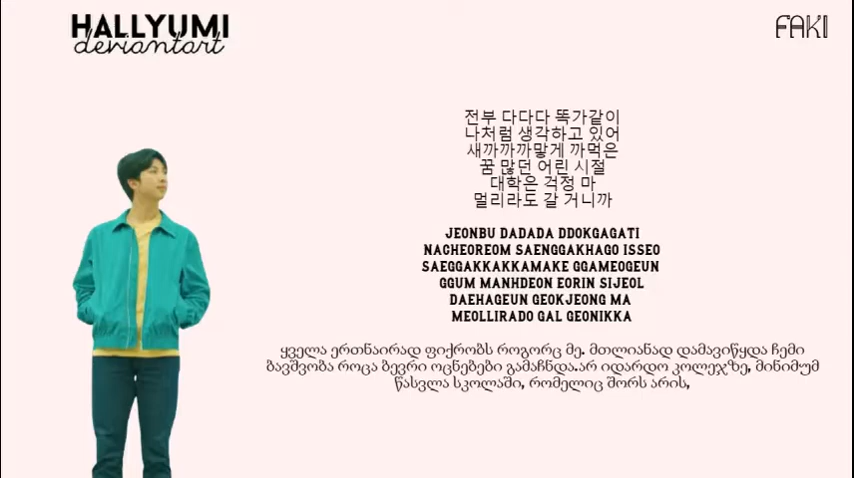 HALLYUMI
deviantart
FAKI
전부 다다다 똑가같이
나처럼 생각하고 있어
새까까까맣게 까먹은
꿈 많던 어린 시절
대학은 걱정 마
멀리라도 갈 거니까
JEONBU DADADA DDOKGAGATI
NACHEOREOM SAENGGAKHAGO ISSEO
SAEGGAKKAKKAMAKE GGAMEOGEUN
GGUM MANHDEON EORIN SIJEOL
DAEHAGEUN GEOKJEONG MA
MEOLLIRADO GAL GEONIKKA
ყველა ერთნაირად ფიქრობს როგორც მე. მთლიანად დამავიწყდა ჩემი
ბავშვობა როცა ბევრი ოცნებები გამაჩნდა.არ იდარდო კოლეჯზე, მინიმუმ
წასვლა სკოლაში, რომელიც შორს არის,